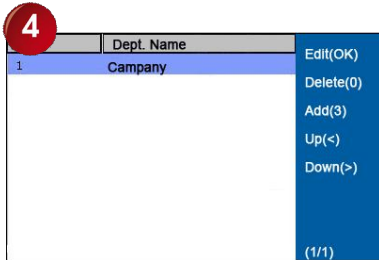 4
Dept. Name
1 Campany
Edit(OK)
Delete(0)
Add(3)
Up(<)
Down(>)
(1/1)